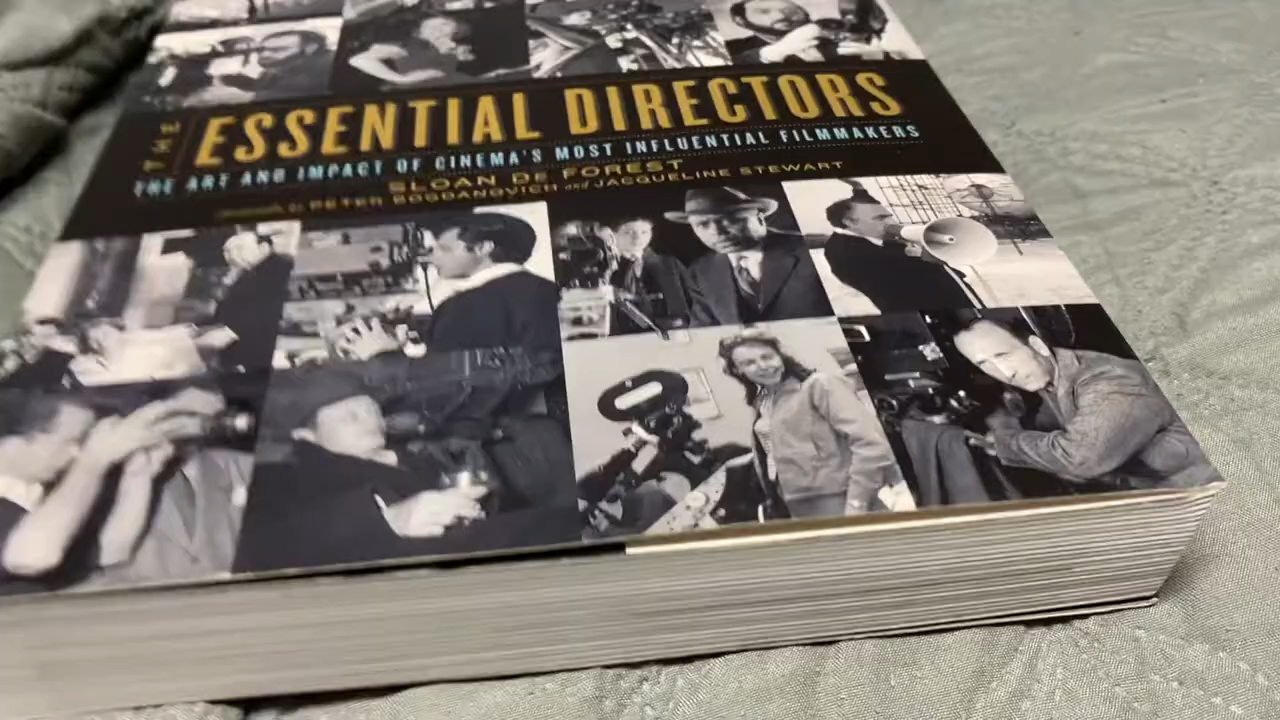 THE ESSENTIAL DIRECTORS
THE ART AND IMPACT OF CINEMA'S MOST INFLUENTIAL FILMMAKERS
SLOAN DE FOREST
PETER BOGDANOVICH and JACQUELINE STEWART